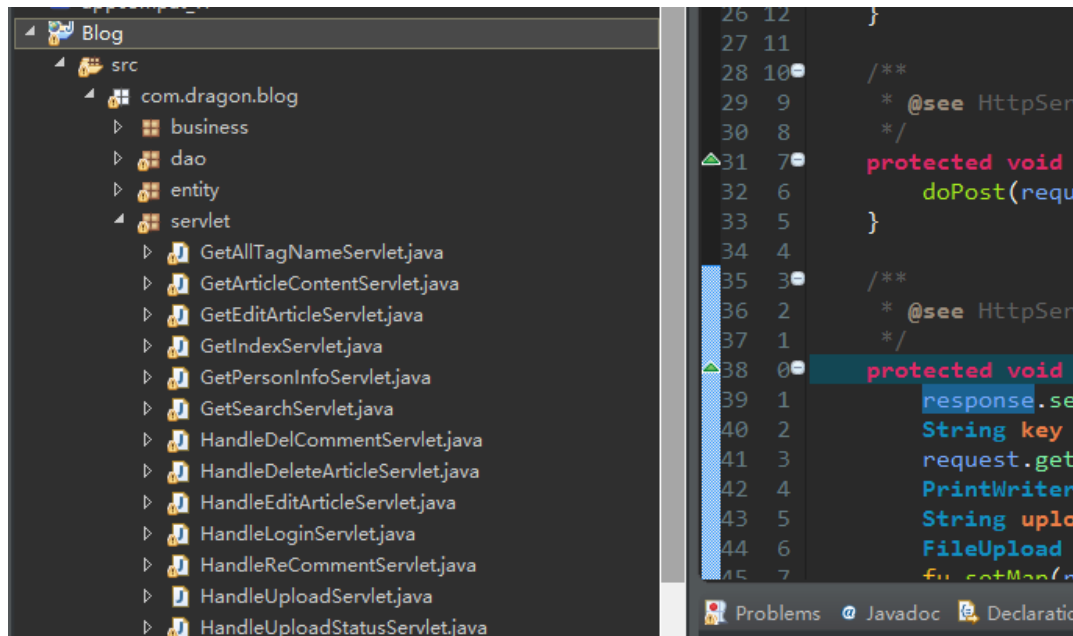 Blog
src
com.dragon.blog
business
dao
entity
servlet
GetAllTagNameServlet.java
GetArticleContentServlet.java
GetEditArticleServlet.java
GetIndexServlet.java
GetPersonInfoServlet.java
GetSearchServlet.java
HandleDelCommentServlet.java
HandleDeleteArticleServlet.java
HandleEditArticleServlet.java
HandleLoginServlet.java
HandleReCommentServlet.java
HandleUploadServlet.java
HandleUploadStatusServlet.java
26 12 }
27 11
28 10 /**
29 9 * @see HttpSer
30 8 */
31 7 protected void
32 6 doPost(requ
33 5 }
34 4
35 3 /**
36 2 * @see HttpSer
37 1 */
38 0 protected void
39 1 response.se
40 2 String key
41 3 request.get
42 4 PrintWriter
43 5 String uplo
44 6 FileUpload
45 7 fu.setMap(r
Problems @ Javadoc Declaratio